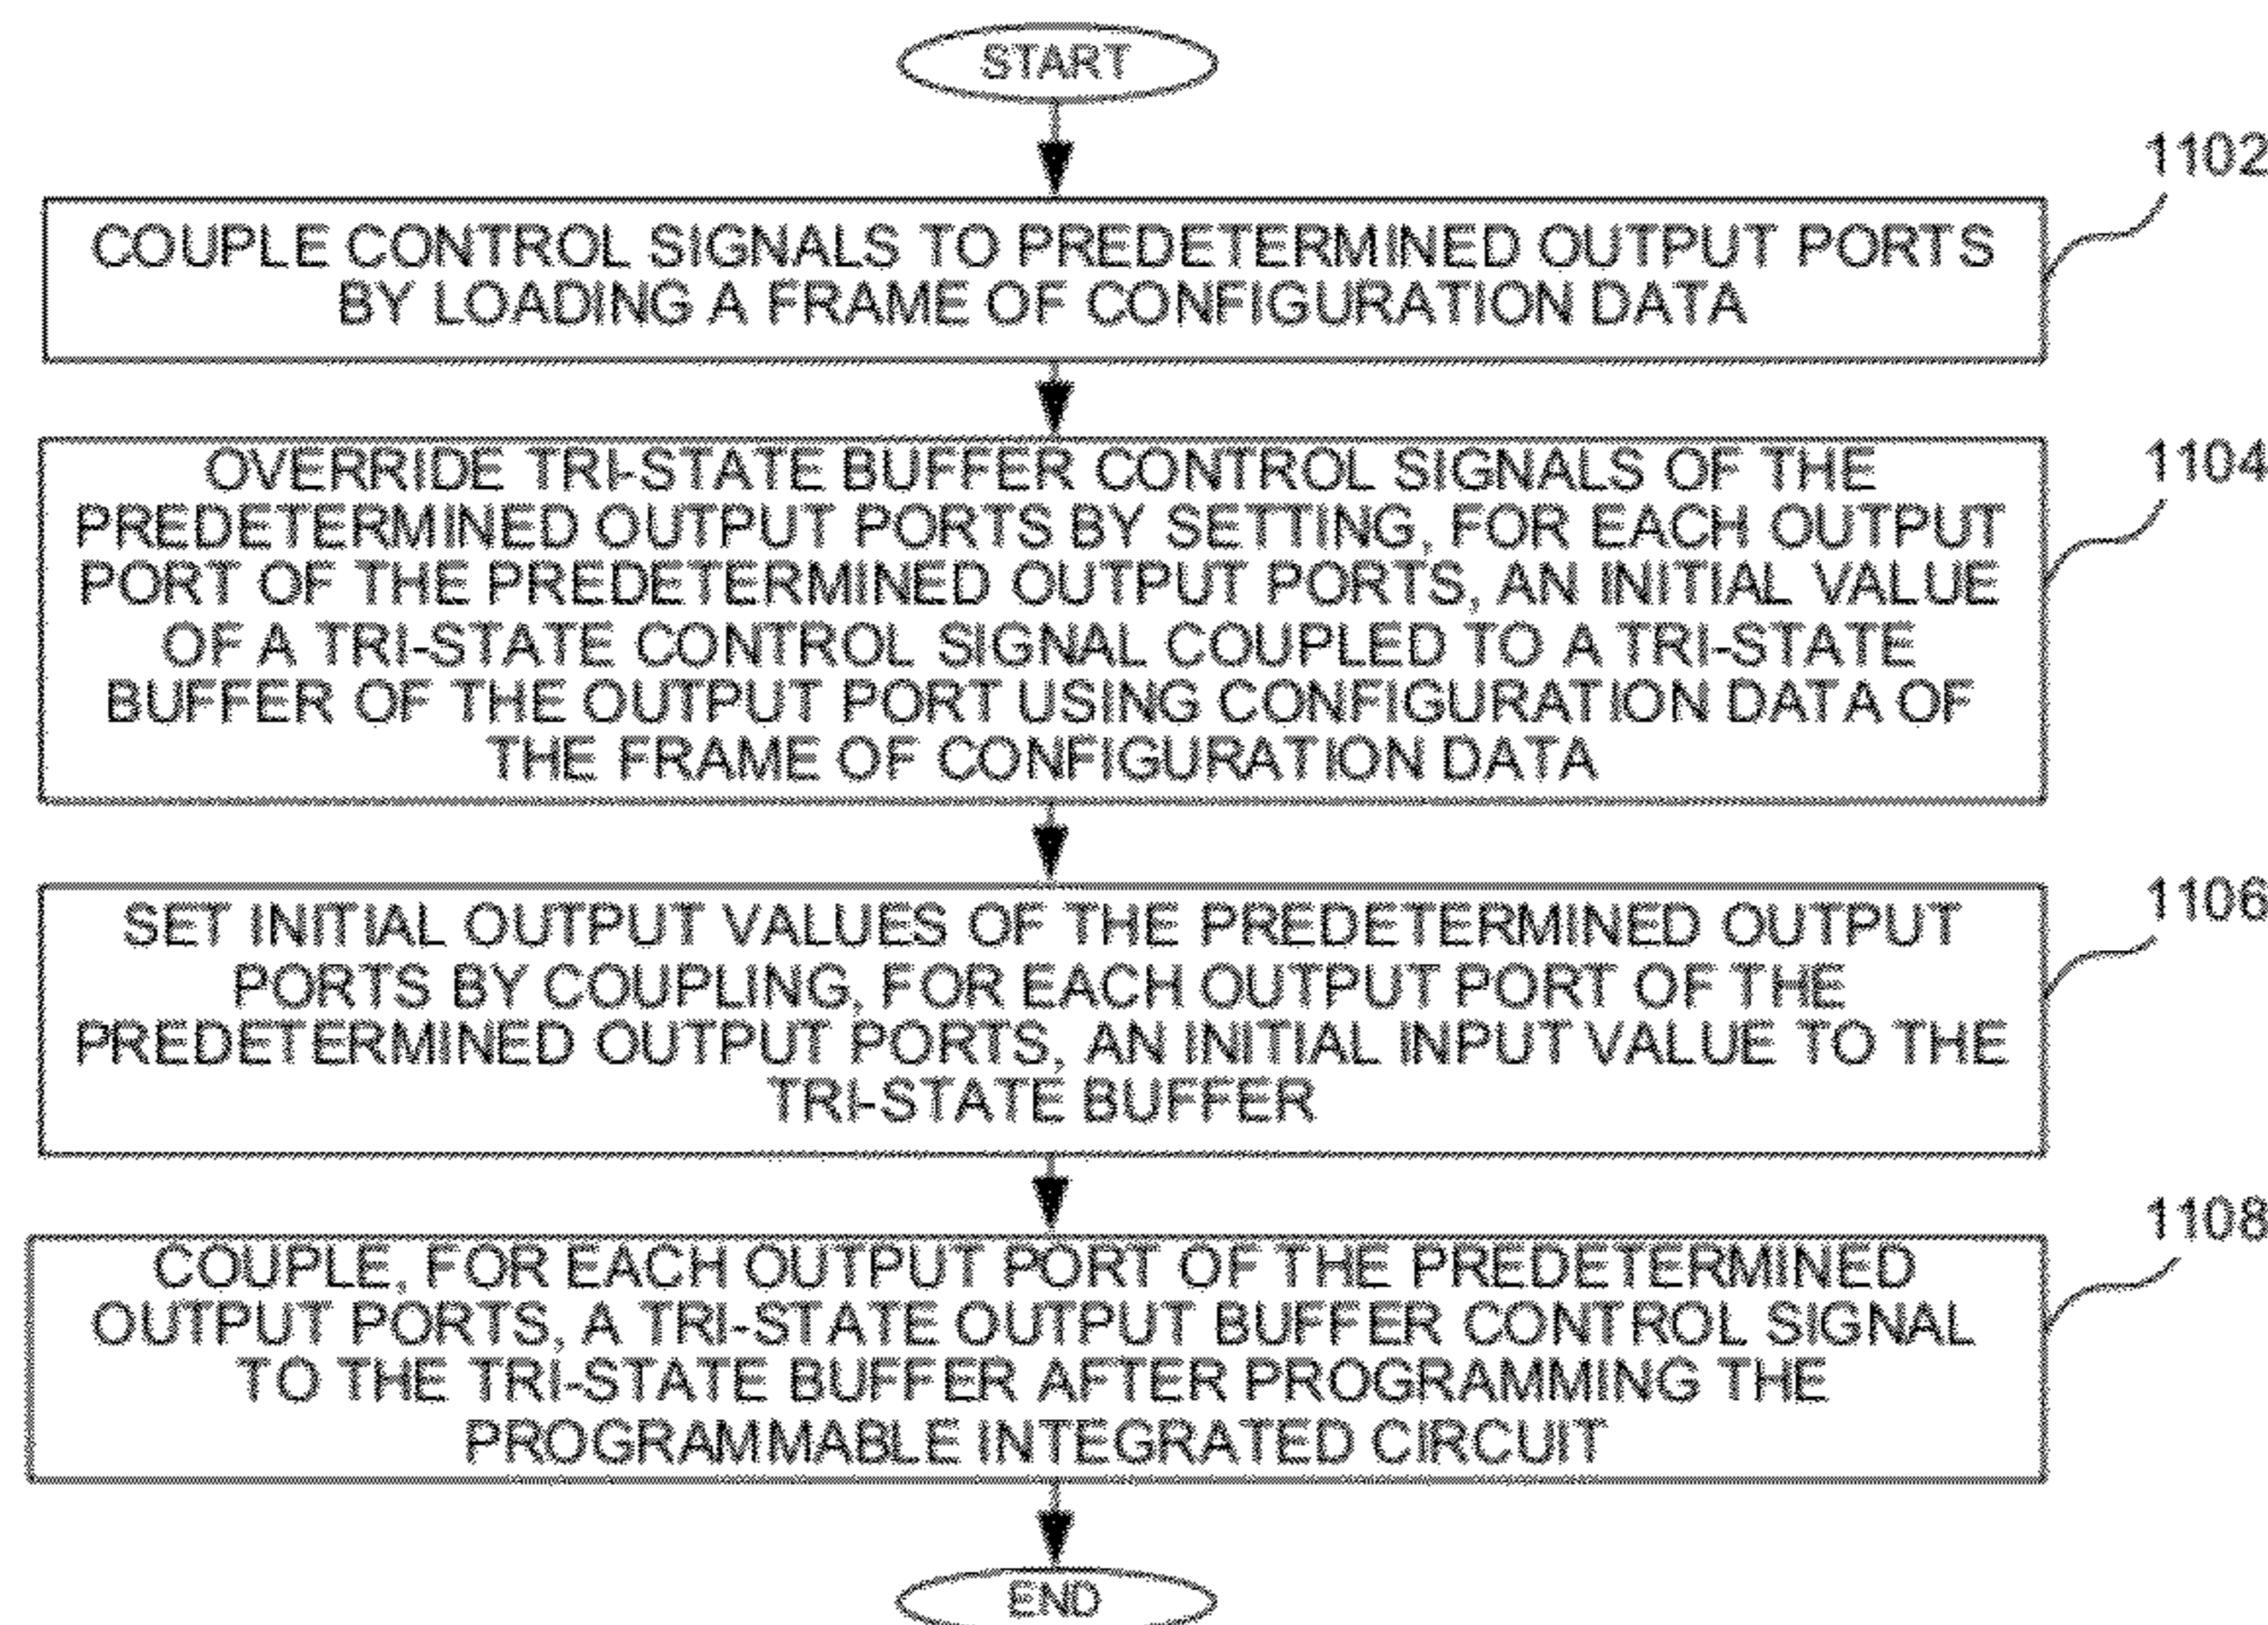 START
1102
COUPLE CONTROL SIGNALS TO PREDETERMINED OUTPUT PORTS
BY LOADING A FRAME OF CONFIGURATION DATA
1104
OVERRIDE TRI-STATE BUFFER CONTROL SIGNALS OF THE
PREDETERMINED OUTPUT PORTS BY SETTING, FOR EACH OUTPUT
PORT OF THE PREDETERMINED OUTPUT PORTS, AN INITIAL VALUE
OF A TRI-STATE CONTROL SIGNAL COUPLED TO A TRI-STATE
BUFFER OF THE OUTPUT PORT USING CONFIGURATION DATA OF
THE FRAME OF CONFIGURATION DATA
1106
SET INITIAL OUTPUT VALUES OF THE PREDETERMINED OUTPUT
PORTS BY COUPLING, FOR EACH OUTPUT PORT OF THE
PREDETERMINED OUTPUT PORTS, AN INITIAL INPUT VALUE TO THE
TRI-STATE BUFFER
1108
COUPLE, FOR EACH OUTPUT PORT OF THE PREDETERMINED
OUTPUT PORTS, A TRI-STATE OUTPUT BUFFER CONTROL SIGNAL
TO THE TRI-STATE BUFFER AFTER PROGRAMMING THE
PROGRAMMABLE INTEGRATED CIRCUIT
END